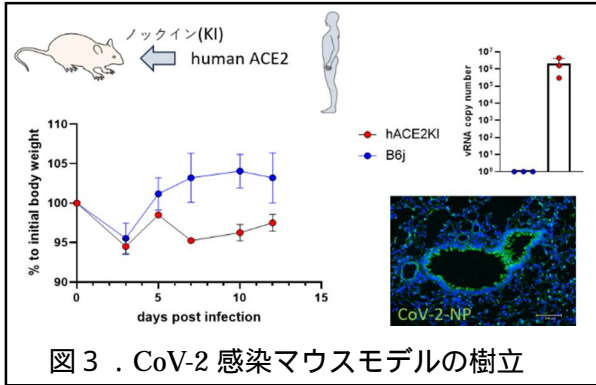 ノックイン(KI)
human ACE2
% to initial body weight
110
105
100
95
90
0
5
10
15
days post infection
hACE2KI
B6j
vRNA copy number
10⁷
10⁶
10⁵
10⁴
10³
10²
10¹
10⁰
CoV-2-NP
図３．CoV-2 感染マウスモデルの樹立